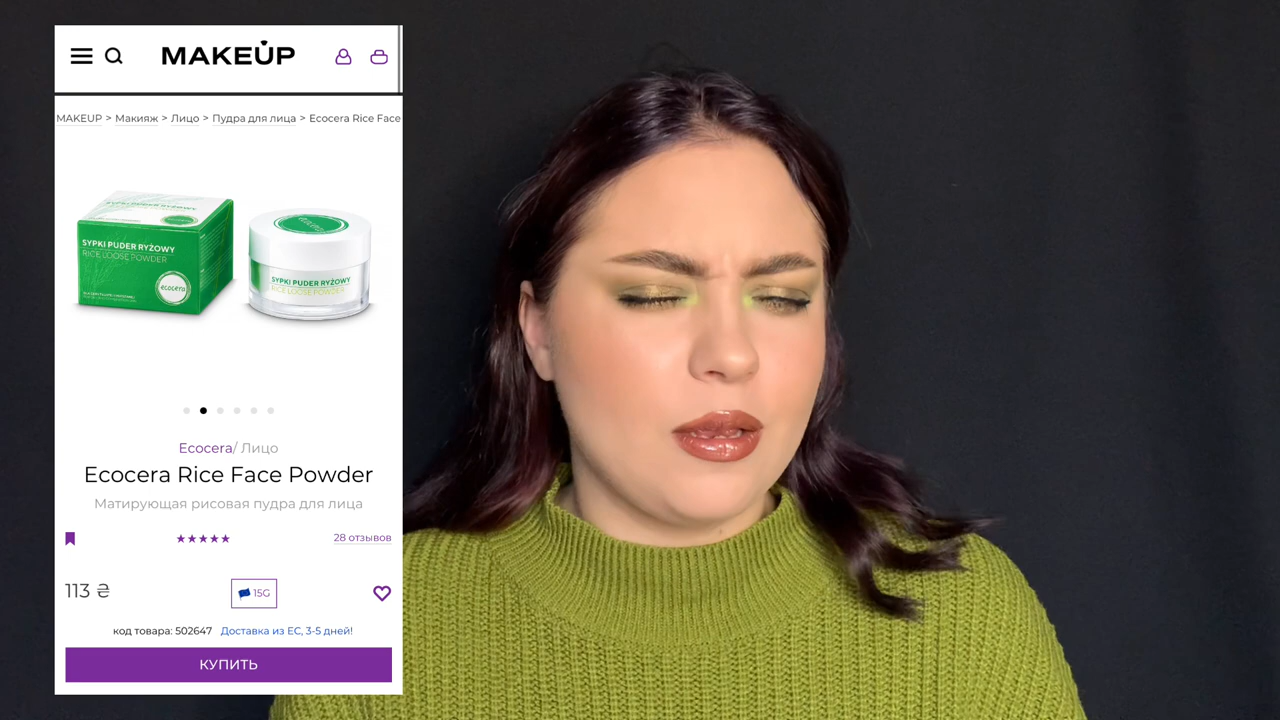 MAKEUP
MAKEUP > Макияж > Лицо > Пудра для лица > Ecocera Rice Face
SYPKI PUDER RYŻOWY
RICE LOOSE POWDER
ecocera
ecocera
SYPKI PUDER RYŻOWY
RICE LOOSE POWDER
Ecocera/ Лицо
Ecocera Rice Face Powder
Матирующая рисовая пудра для лица
28 отзывов
113 ₴
15G
код товара: 502647 Доставка из ЕС, 3-5 дней!
КУПИТЬ